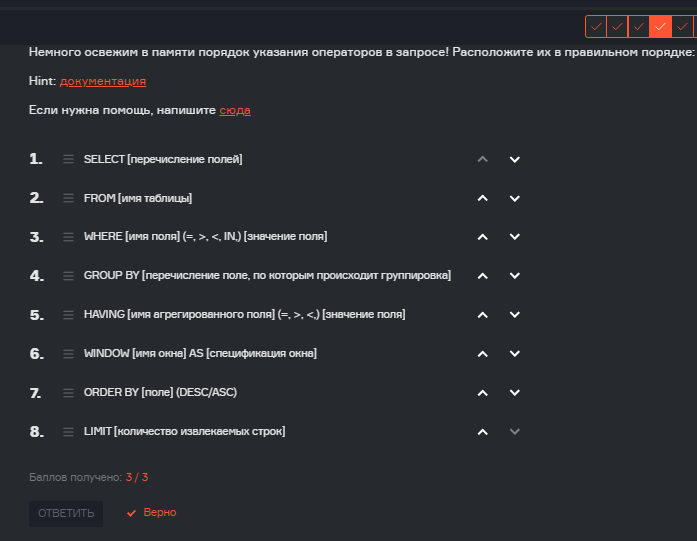 Немного освежим в памяти порядок указания операторов в запросе! Расположите их в правильном порядке:
Hint: документация
Если нужна помощь, напишите сюда
1. SELECT [перечисление полей]
2. FROM [имя таблицы]
3. WHERE [имя поля] (=, >, <, IN,) [значение поля]
4. GROUP BY [перечисление поле, по которым происходит группировка]
5. HAVING [имя агрегированного поля] (=, >, <,) [значение поля]
6. WINDOW [имя окна] AS [спецификация окна]
7. ORDER BY [поле] (DESC/ASC)
8. LIMIT [количество извлекаемых строк]
Баллов получено: 3 / 3
ОТВЕТИТЬ Верно